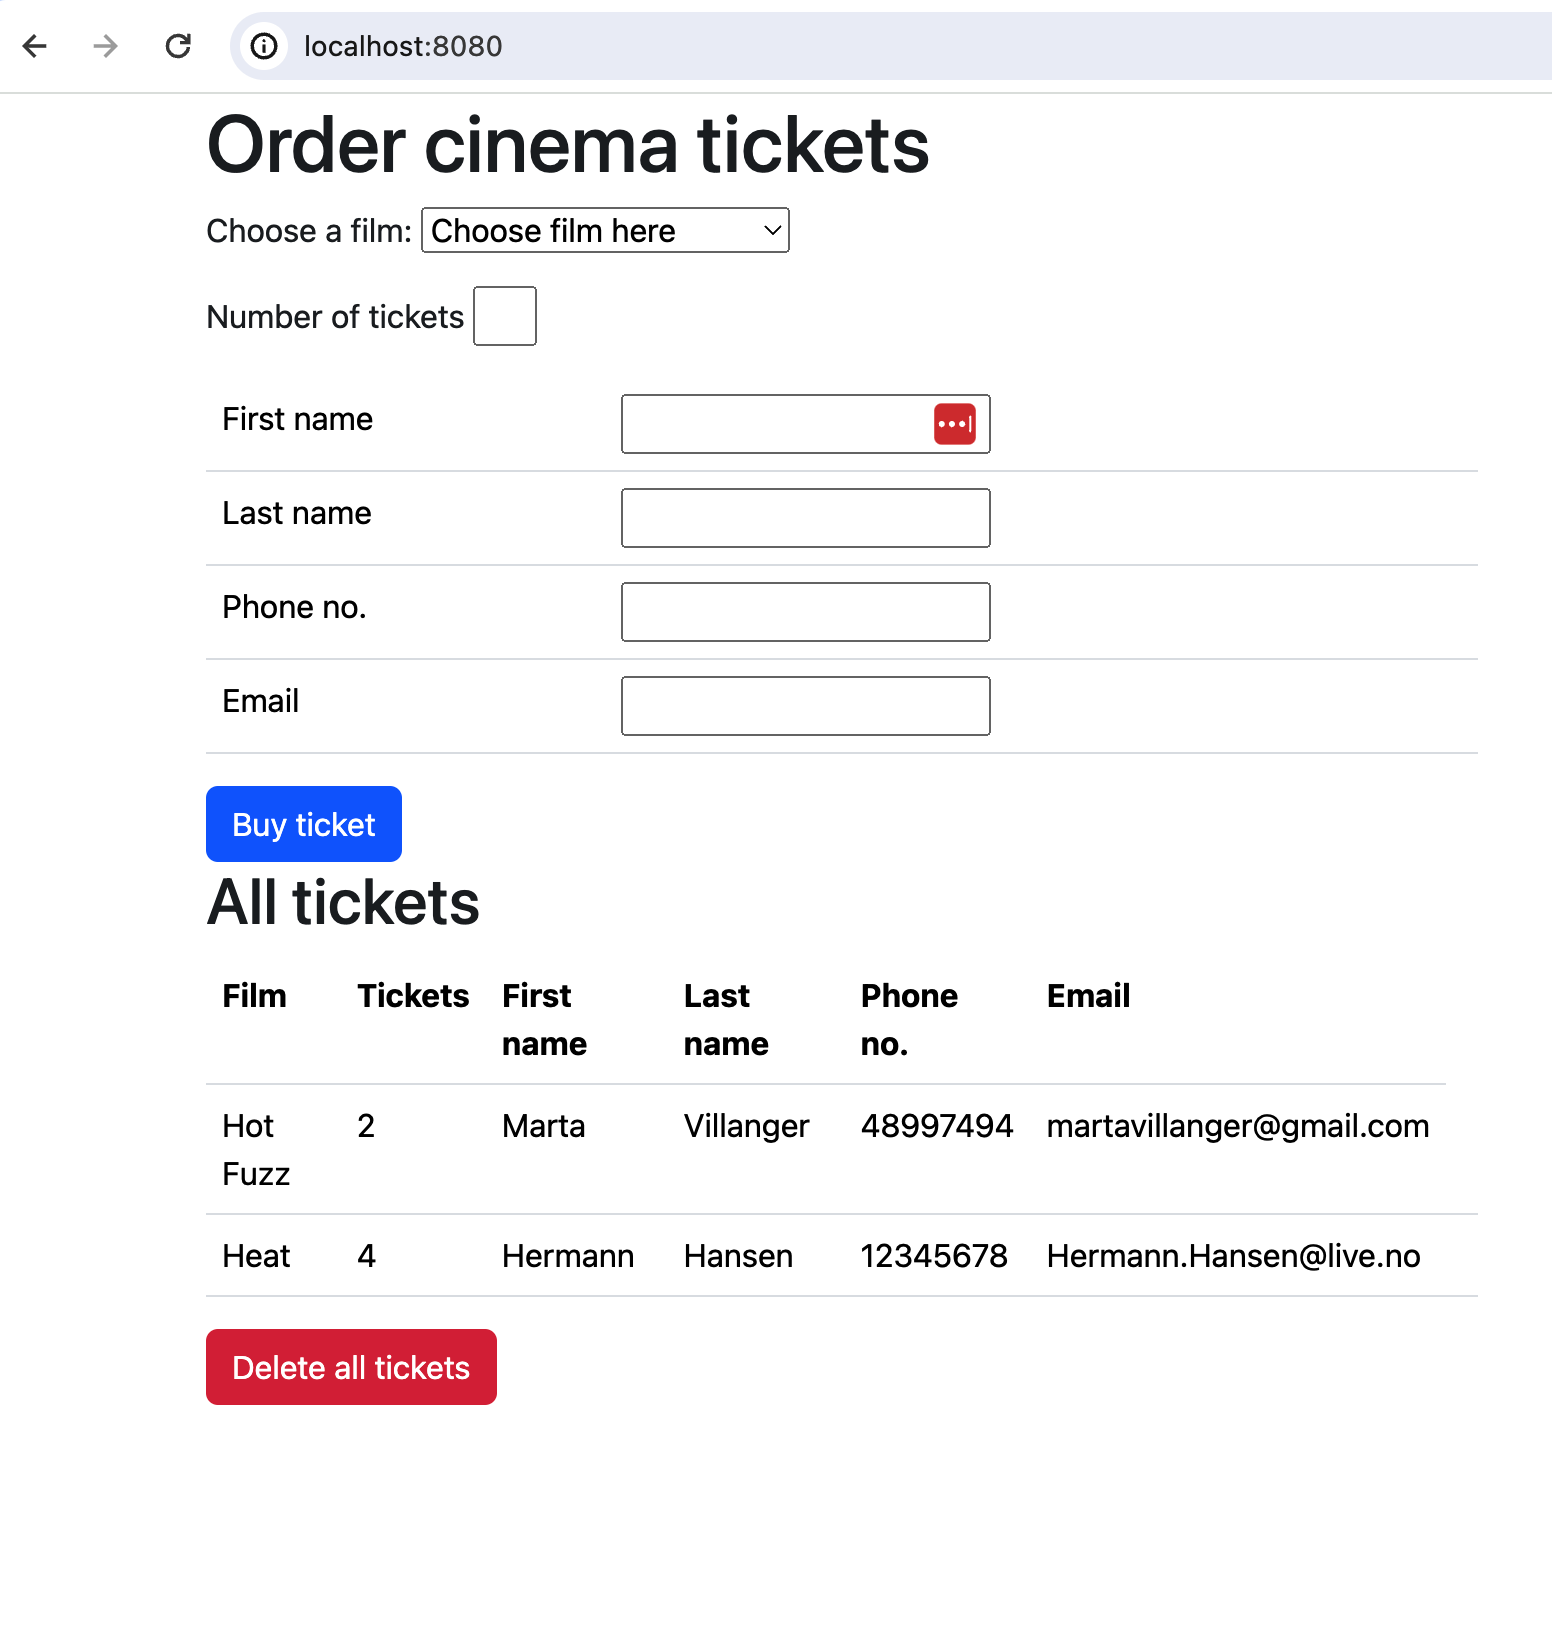 localhost:8080
Order cinema tickets
Choose a film: Choose film here
Number of tickets
First name
Last name
Phone no.
Email
Buy ticket
All tickets
Film Tickets First name Last name Phone no. Email
Hot Fuzz 2 Marta Villanger 48997494 martavillanger@gmail.com
Heat 4 Hermann Hansen 12345678 Hermann.Hansen@live.no
Delete all tickets